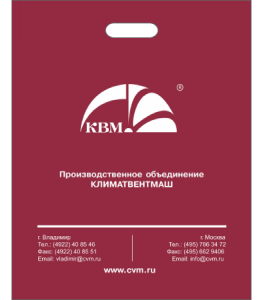 ®
КВМ
Производственное объединение
КЛИМАТВЕНТМАШ
г. Владимир
Тел.: (4922) 40 85 46
Факс: (4922) 40 85 51
Email: vladimir@cvm.ru
г. Москва
Тел.: (495) 786 34 72
Факс: (495) 662 9406
Email: info@cvm.ru
www.cvm.ru